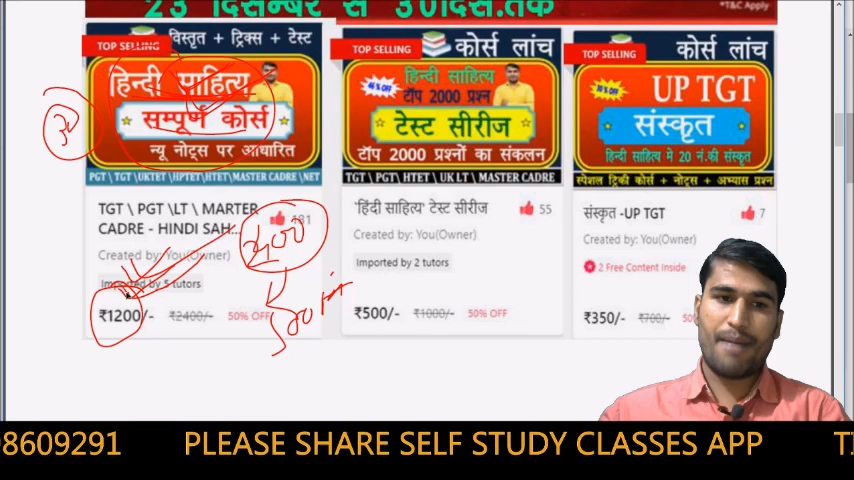 23 दिसम्बर से 30दिस.तक
*T&C Apply
TOP SELLING
विस्तृत + ट्रिक्स + टेस्ट
हिन्दी साहित्य
सम्पूर्ण कोर्स
न्यू नोट्स पर आधारित
PGT \ TGT \UKTET \HPTET\HTET\MASTER CADRE \NET
TGT \ PGT \LT \ MARTER
CADRE - HINDI SAH...
181
Created by: You(Owner)
Imported by 5 tutors
₹1200/- ₹2400/- 50% OFF
TOP SELLING
कोर्स लांच
हिन्दी साहित्य
टॉप 2000 प्रश्न
टेस्ट सीरीज
टॉप 2000 प्रश्नों का संकलन
TGT \ PGT \ HTET \ UK LT \ MASTER CADRE
'हिंदी साहित्य' टेस्ट सीरीज
55
Created by: You(Owner)
Imported by 2 tutors
₹500/- ₹1000/- 50% OFF
TOP SELLING
कोर्स लांच
UP TGT
संस्कृत
हिन्दी साहित्य में 20 नं.की संस्कृत
स्पेशल ट्रिकी कोर्स + नोट्स + अभ्यास प्रश्न
संस्कृत -UP TGT
7
Created by: You(Owner)
2 Free Content Inside
₹350/- ₹700/-
98609291 PLEASE SHARE SELF STUDY CLASSES APP